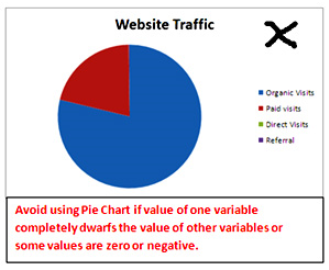 Website Traffic
Organic Visits
Paid visits
Direct Visits
Referral
Avoid using Pie Chart if value of one variable
completely dwarfs the value of other variables or
some values are zero or negative.